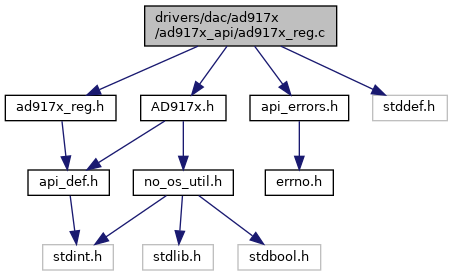 drivers/dac/ad917x
/ad917x_api/ad917x_reg.c
ad917x_reg.h
AD917x.h
api_errors.h
stddef.h
api_def.h
no_os_util.h
errno.h
stdint.h
stdlib.h
stdbool.h